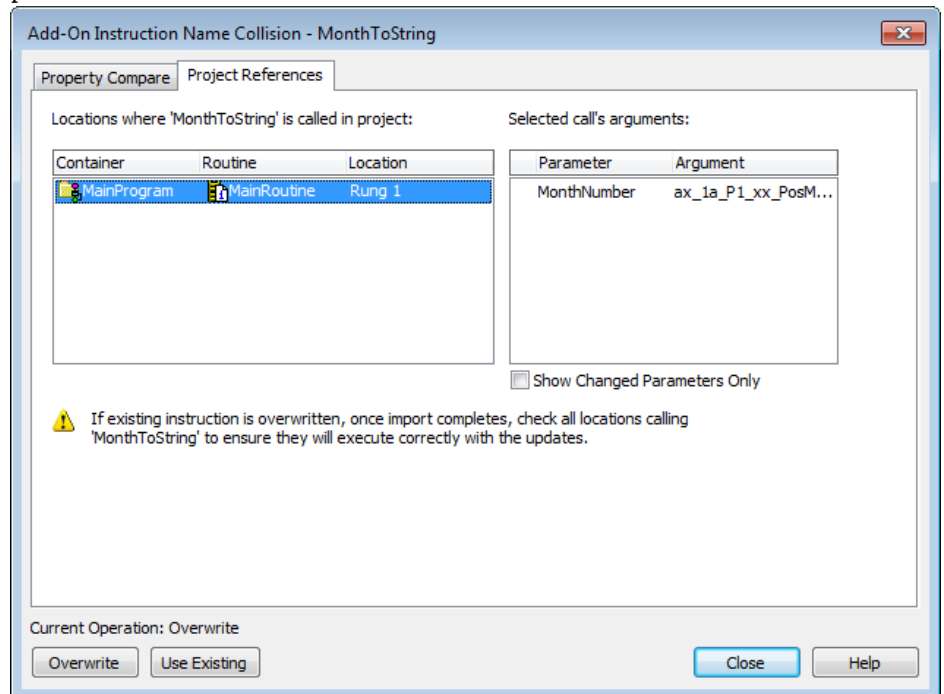 Add-On Instruction Name Collision - MonthToString
Property Compare Project References
Locations where 'MonthToString' is called in project: Selected call's arguments:
Container Routine Location Parameter Argument
MainProgram MainRoutine Rung 1 MonthNumber ax_1a_P1_xx_PosM...
Show Changed Parameters Only
If existing instruction is overwritten, once import completes, check all locations calling
'MonthToString' to ensure they will execute correctly with the updates.
Current Operation: Overwrite
Overwrite Use Existing Close Help